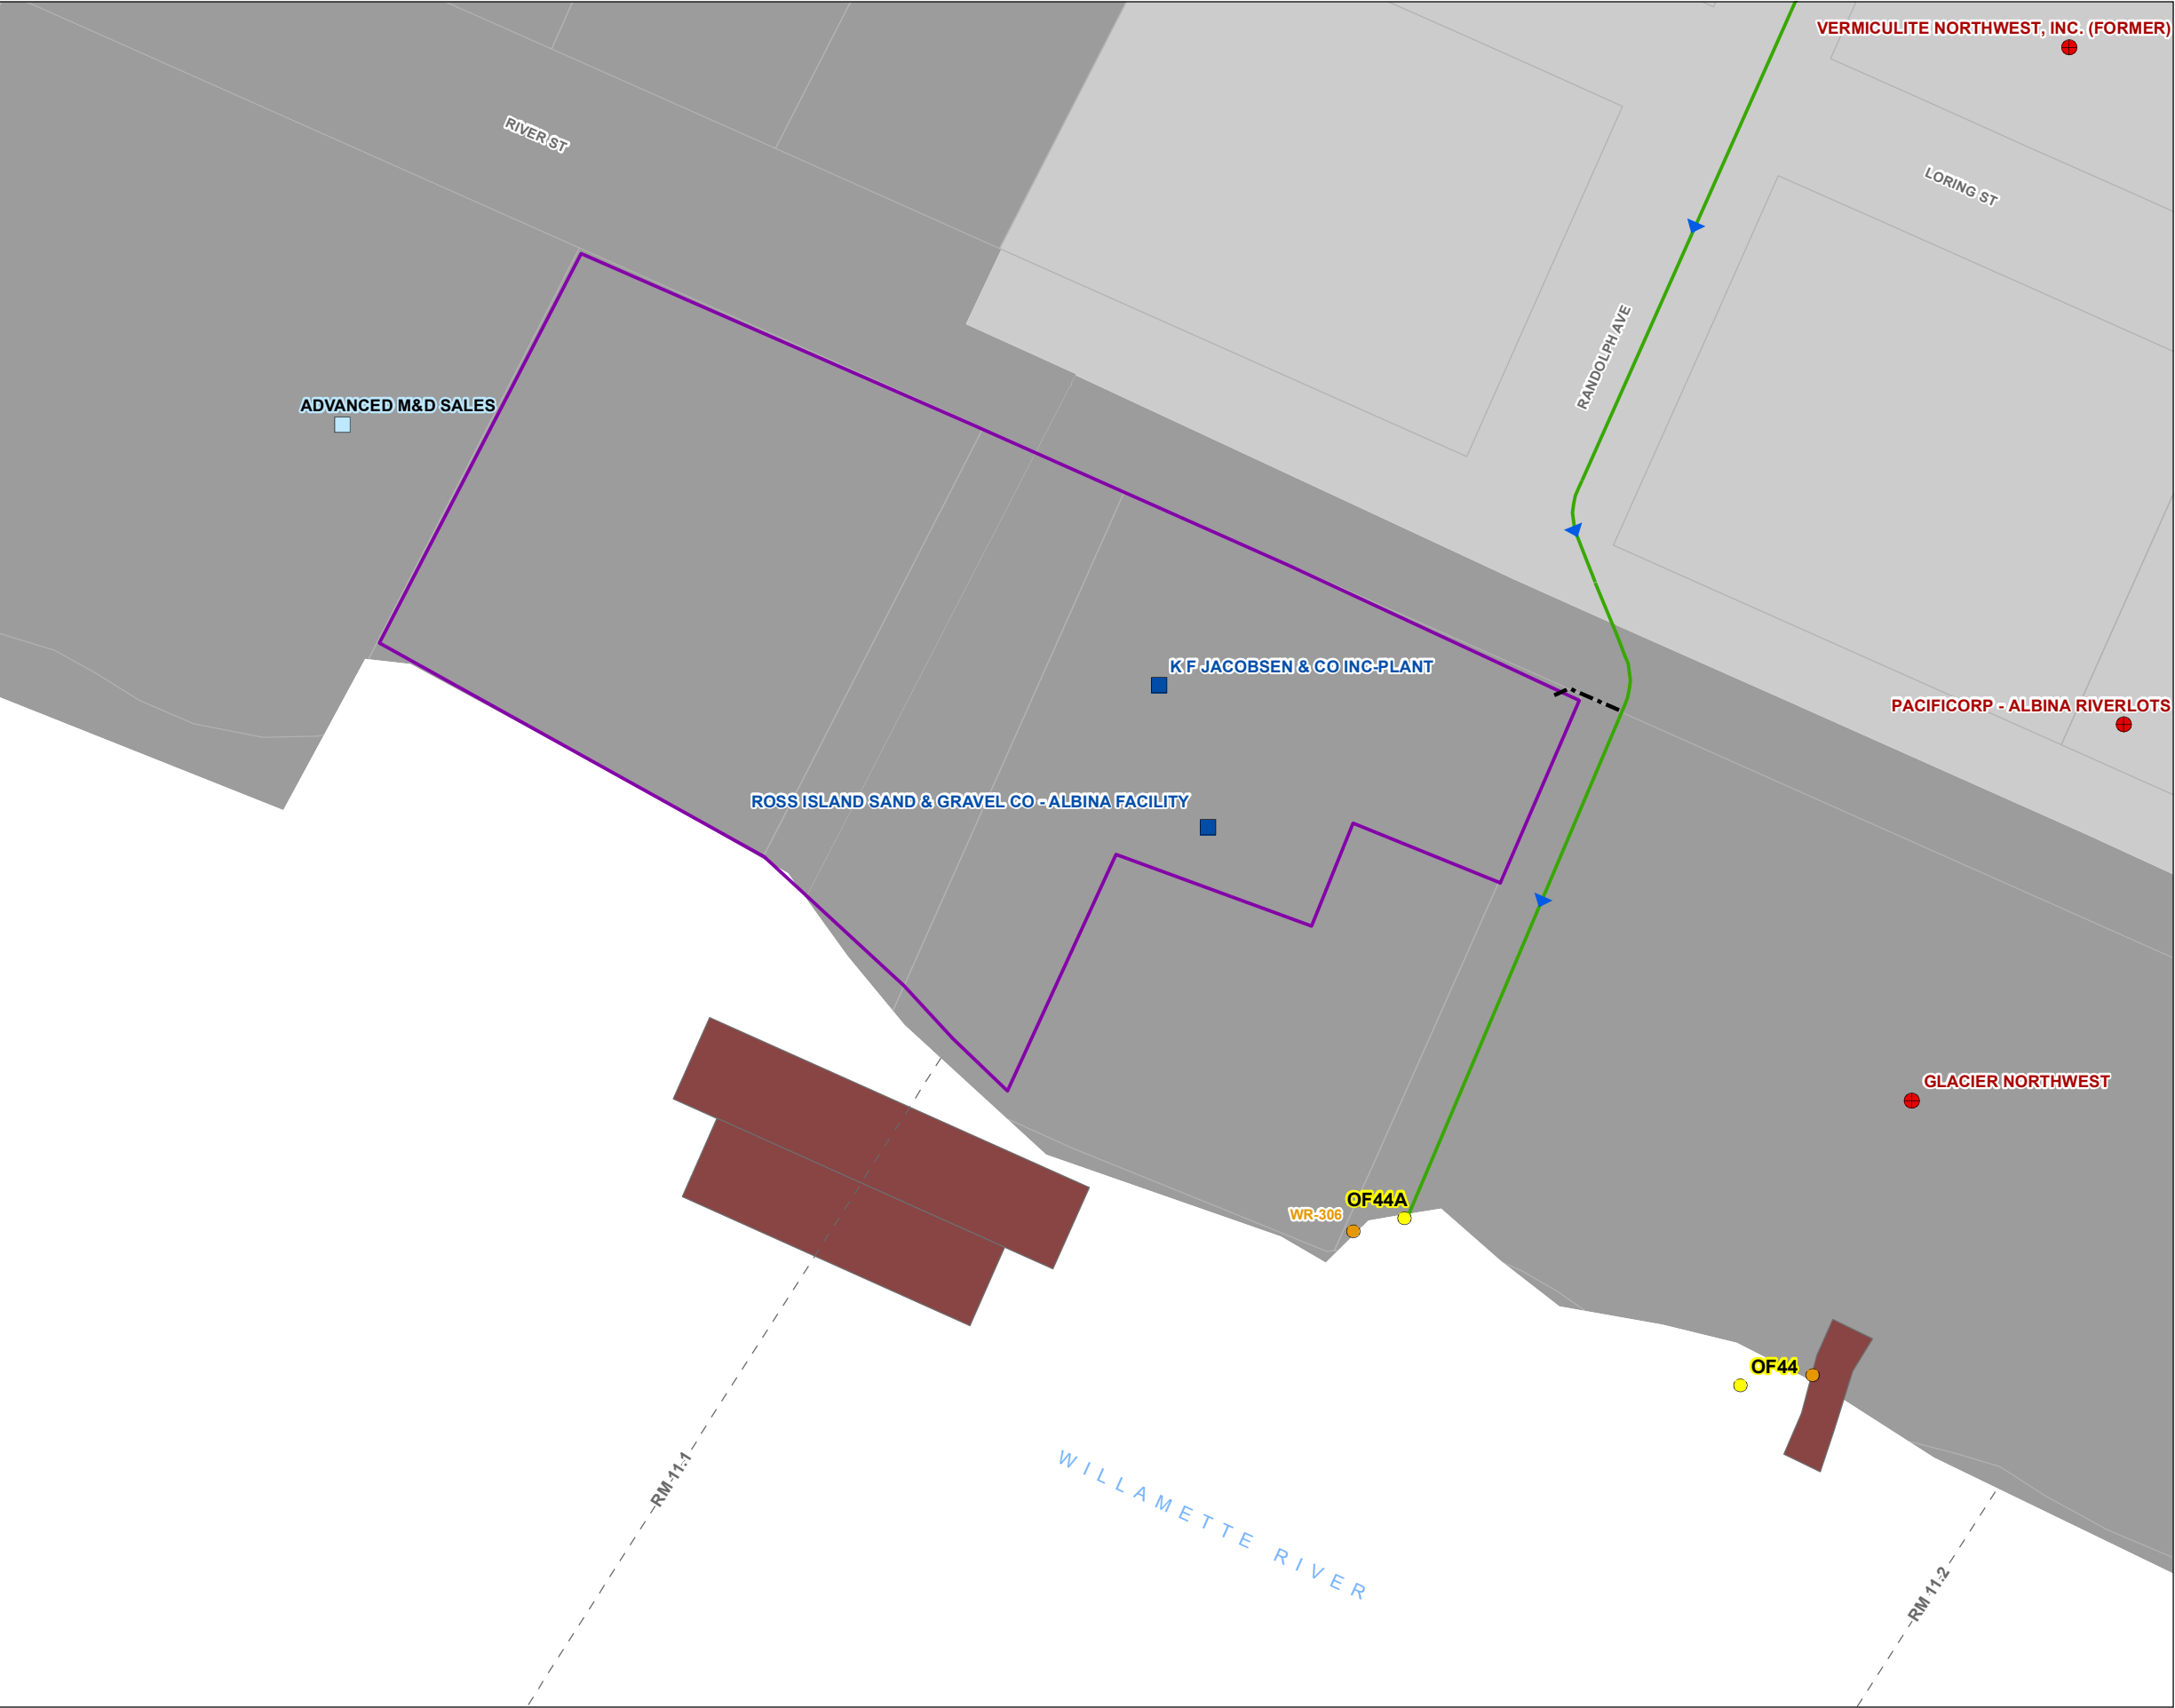 VERMICULITE NORTHWEST, INC. (FORMER)
RIVER ST
LORING ST
RANDOLPH AVE
ADVANCED M&D SALES
K F JACOBSEN & CO INC-PLANT
PACIFICORP - ALBINA RIVERLOTS
ROSS ISLAND SAND & GRAVEL CO - ALBINA FACILITY
GLACIER NORTHWEST
OF44A
WR-306
OF44
RM 11.1
WILLAMETTE RIVER
RM 11.2